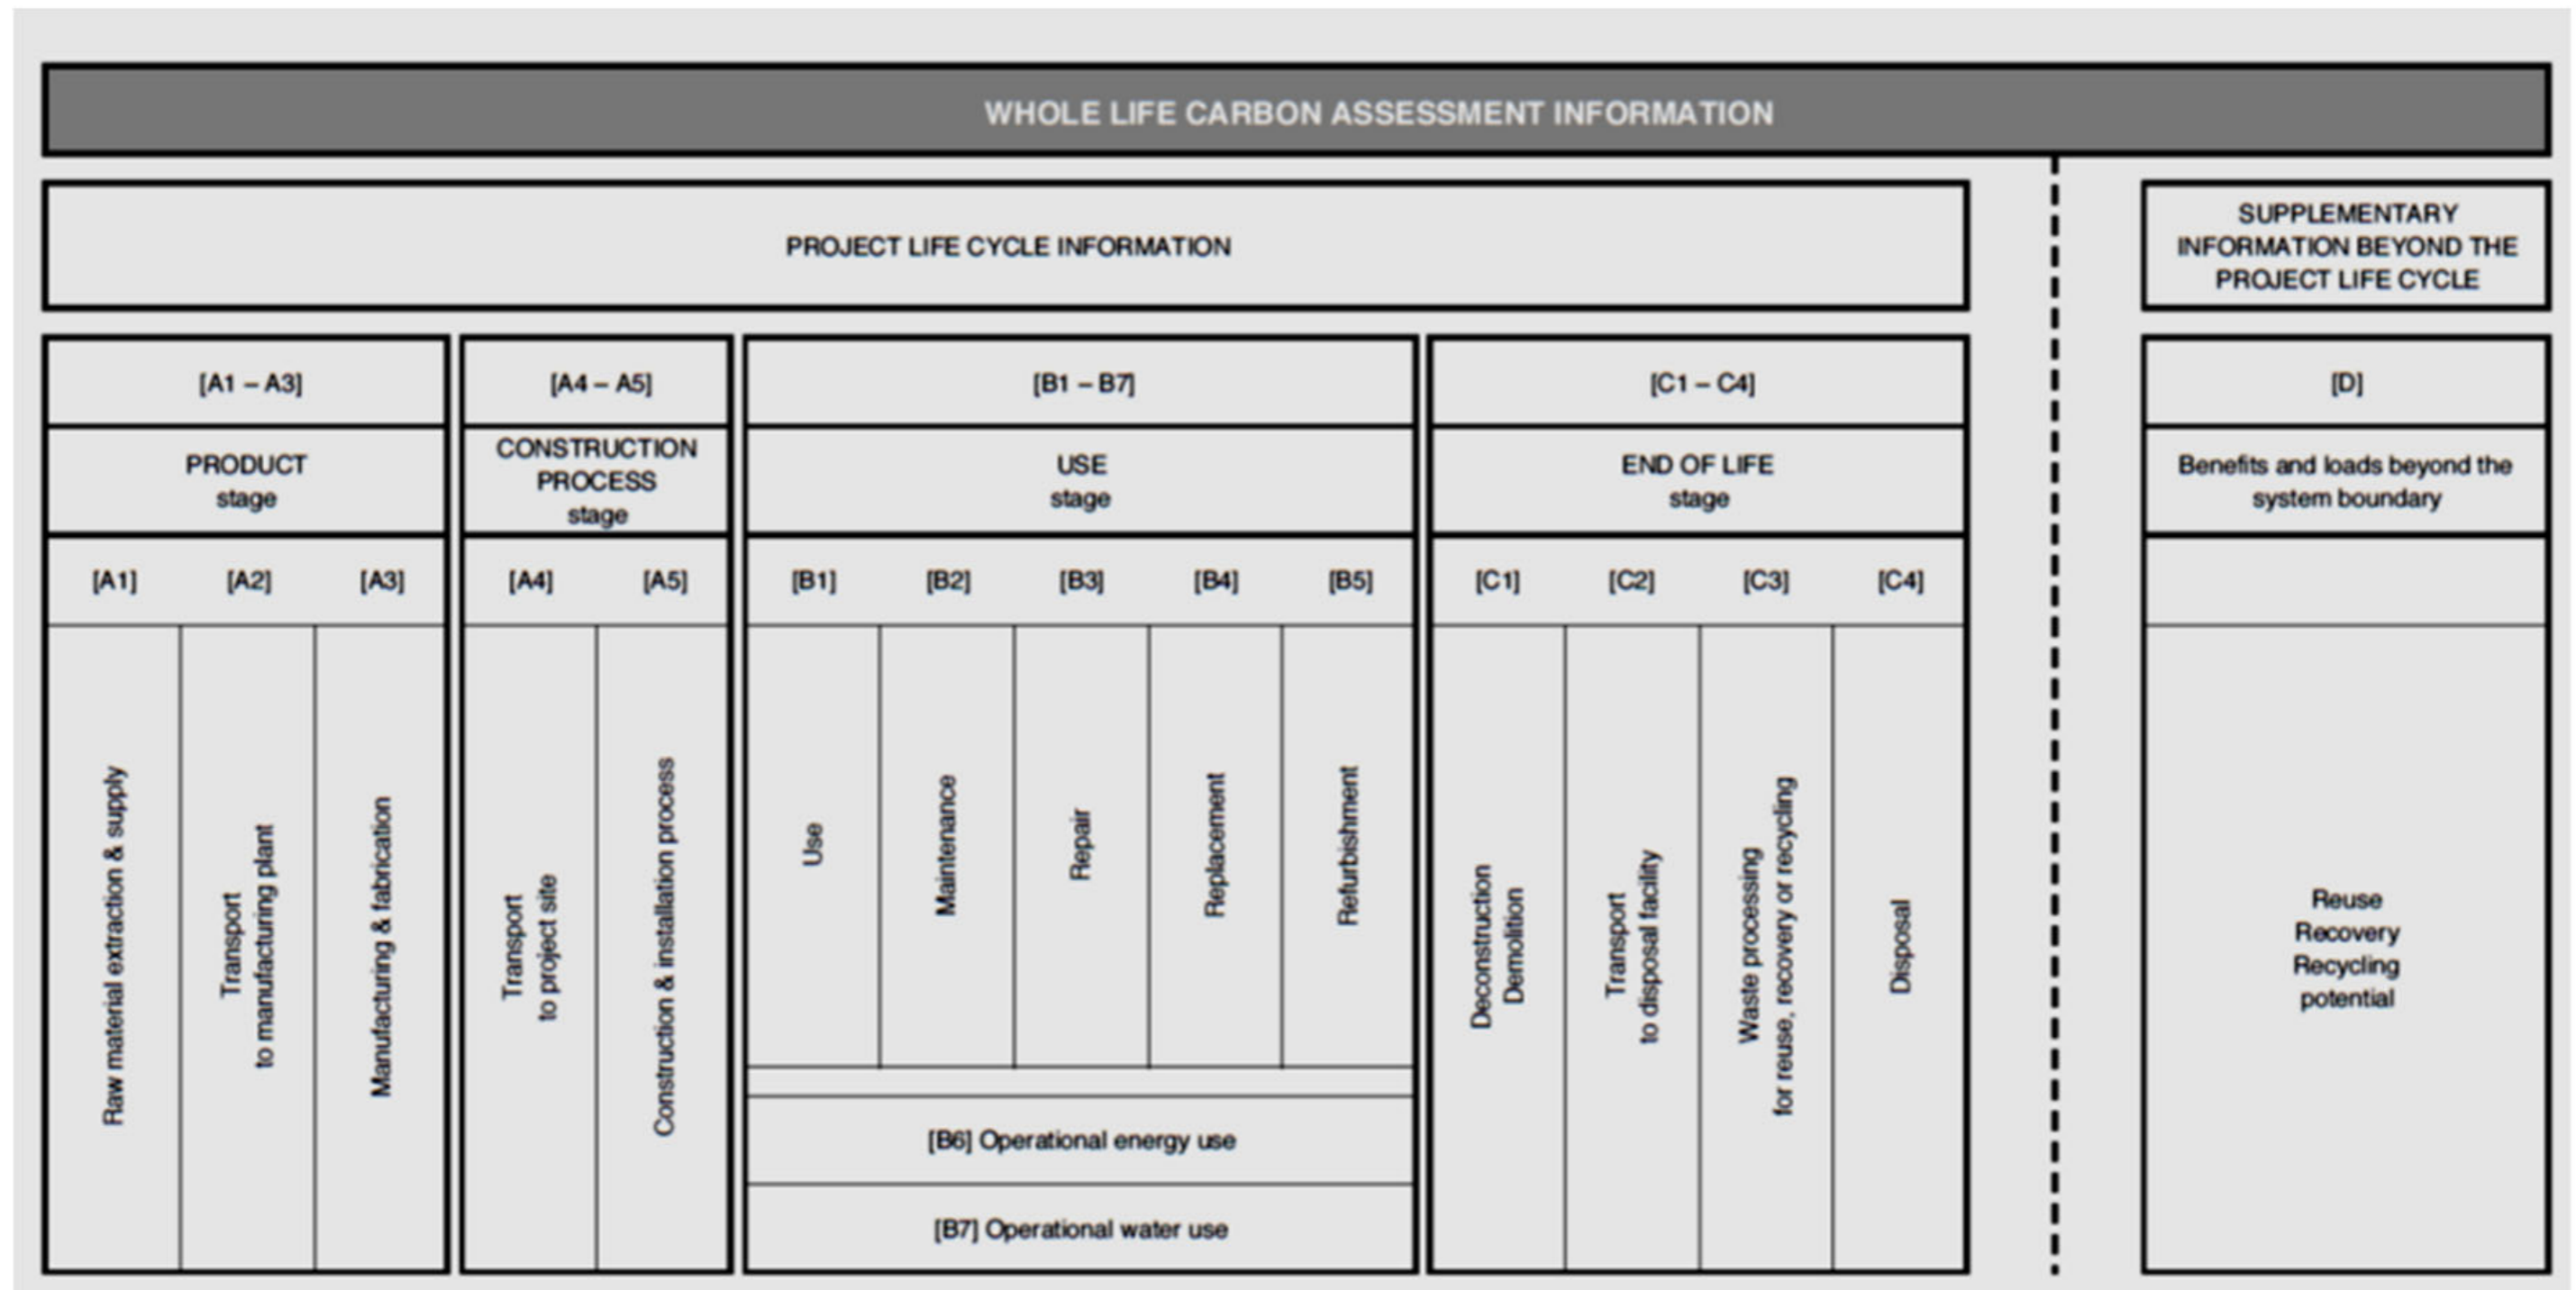 WHOLE LIFE CARBON ASSESSMENT INFORMATION
PROJECT LIFE CYCLE INFORMATION
SUPPLEMENTARY
INFORMATION BEYOND THE
PROJECT LIFE CYCLE
[A1 – A3]
[A4 – A5]
[B1 – B7]
[C1 – C4]
[D]
PRODUCT
stage
CONSTRUCTION
PROCESS
stage
USE
stage
END OF LIFE
stage
Benefits and loads beyond the
system boundary
[A1]
[A2]
[A3]
[A4]
[A5]
[B1]
[B2]
[B3]
[B4]
[B5]
[C1]
[C2]
[C3]
[C4]
Raw material extraction & supply
Transport
to manufacturing plant
Manufacturing & fabrication
Transport
to project site
Construction & installation process
Use
Maintenance
Repair
Replacement
Refurbishment
[B6] Operational energy use
[B7] Operational water use
Deconstruction
Demolition
Transport
to disposal facility
Waste processing
for reuse, recovery or recycling
Disposal
Reuse
Recovery
Recycling
potential